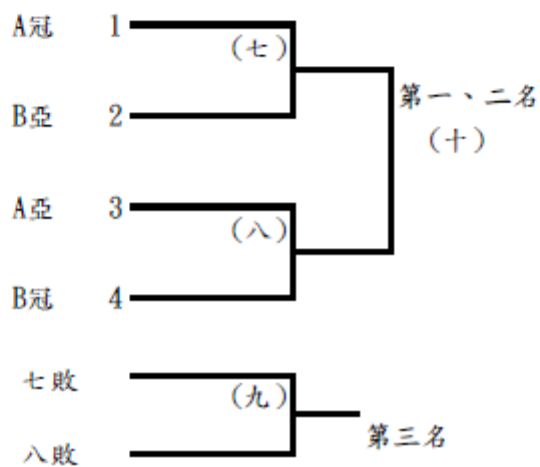 A冠 1
(七)
B亞 2
第一、二名
(十)
A亞 3
(八)
B冠 4
七敗
(九)
第三名
八敗